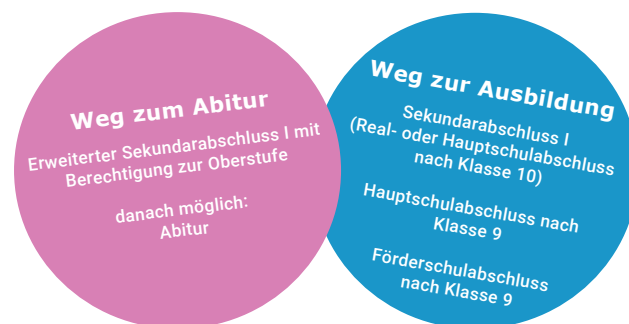 Weg zum Abitur
Erweiterter Sekundarabschluss I mit
Berechtigung zur Oberstufe
danach möglich:
Abitur
Weg zur Ausbildung
Sekundarabschluss I
(Real- oder Hauptschulabschluss
nach Klasse 10)
Hauptschulabschluss nach
Klasse 9
Förderschulabschluss
nach Klasse 9